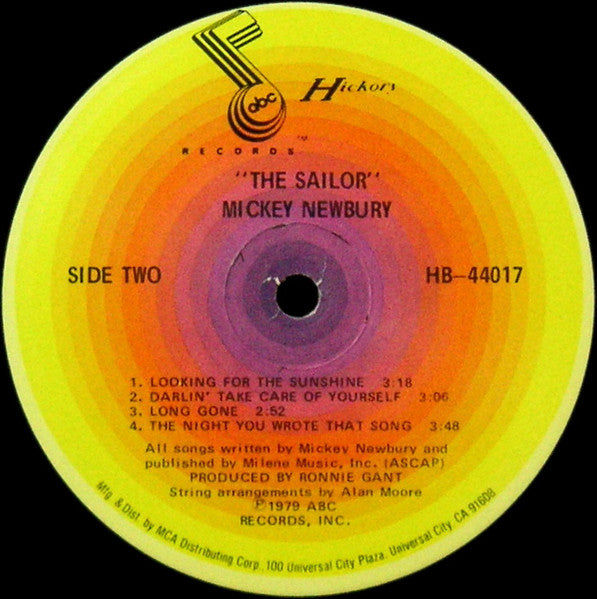 abc
Hickory
RECORDS™
"THE SAILOR"
MICKEY NEWBURY
SIDE TWO
HB-44017
1. LOOKING FOR THE SUNSHINE 3:18
2. DARLIN' TAKE CARE OF YOURSELF 3:06
3. LONG GONE 2:52
4. THE NIGHT YOU WROTE THAT SONG 3:48
All songs written by Mickey Newbury and
published by Milene Music, Inc. (ASCAP)
PRODUCED BY RONNIE GANT
String arrangements by Alan Moore
℗1979 ABC
RECORDS, INC.
Mfg. & Dist. by MCA Distributing Corp., 100 Universal City Plaza, Universal City, CA 91608